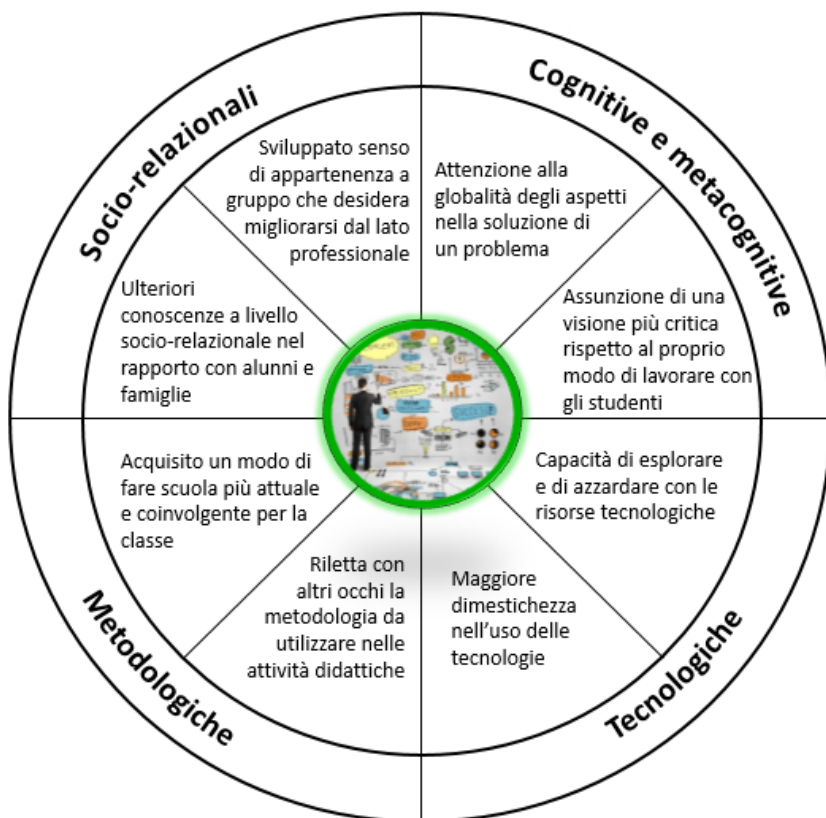 Socio-relazionali
Sviluppato senso
di appartenenza a
gruppo che desidera
migliorarsi dal lato
professionale
Ulteriori
conoscenze a livello
socio-relazionale nel
rapporto con alunni e
famiglie
Cognitive e metacognitive
Attenzione alla
globalità degli aspetti
nella soluzione di
un problema
Assunzione di una
visione più critica
rispetto al proprio
modo di lavorare con
gli studenti
Metodologiche
Acquisito un modo di
fare scuola più attuale
e coinvolgente per la
classe
Riletta con
altri occhi la
metodologia da
utilizzare nelle
attività didattiche
Tecnologiche
Capacità di esplorare
e di azzardare con le
risorse tecnologiche
Maggiore
dimestichezza
nell'uso delle
tecnologie